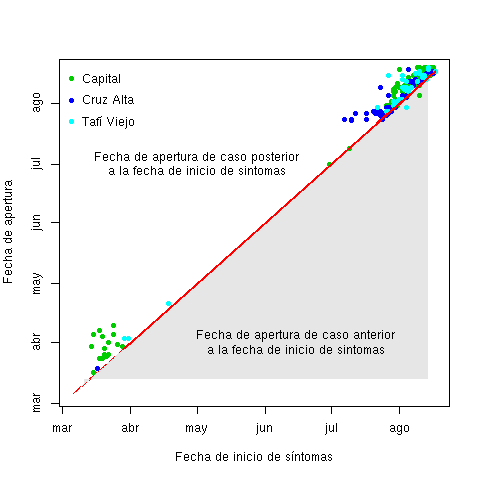 Capital
Cruz Alta
Tafí Viejo
Fecha de apertura de caso posterior
a la fecha de inicio de sintomas
Fecha de apertura de caso anterior
a la fecha de inicio de sintomas
Fecha de apertura
ago
jul
jun
may
abr
mar
mar abr may jun jul ago
Fecha de inicio de síntomas